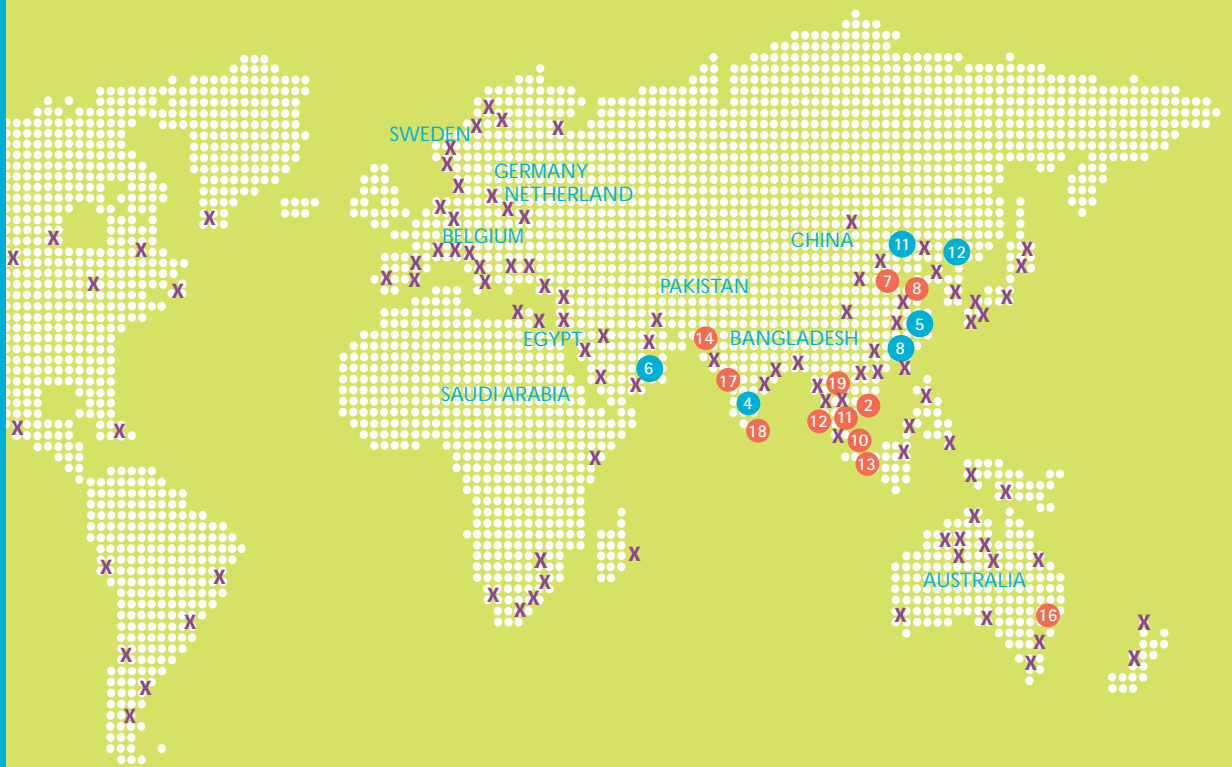 SWEDEN
GERMANY
NETHERLAND
BELGIUM
CHINA
11
12
PAKISTAN
7
8
5
EGYPT
14
BANGLADESH
8
6
17
19
SAUDI ARABIA
4
2
12
11
18
10
13
AUSTRALIA
16
X X X X X X X X X X X X X X X X X X X X X X X X X X X X X X X X X X X X X X X X X X X X X X X X X X X X X X X X X X X X X X X X X X X X X X X X X X X X X X X X X X X X X X X X X X X X X X X X X X X X